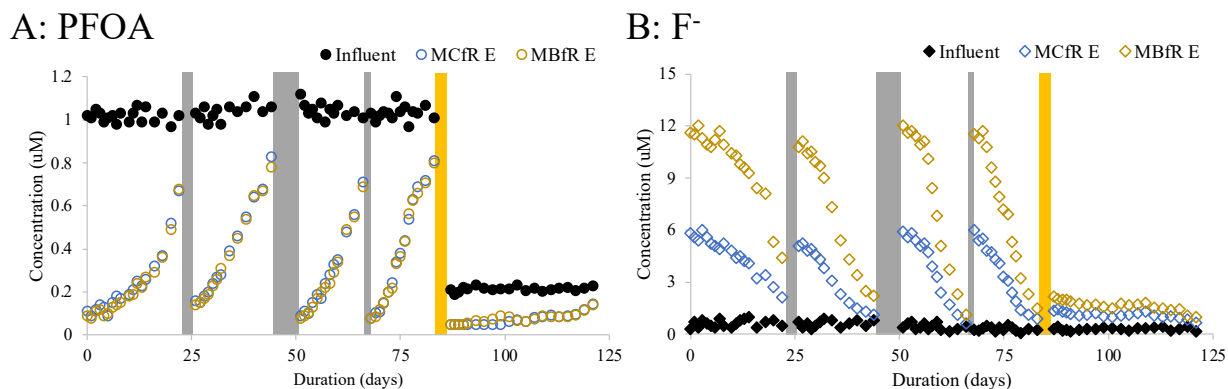 A: PFOA
Influent MCfR E MBfR E
Concentration (uM)
1.2
1
0.8
0.6
0.4
0.2
0
0 25 50 75 100 125
Duration (days)
B: F-
Influent MCfR E MBfR E
Concentration (uM)
15
12
9
6
3
0
0 25 50 75 100 125
Duration (days)